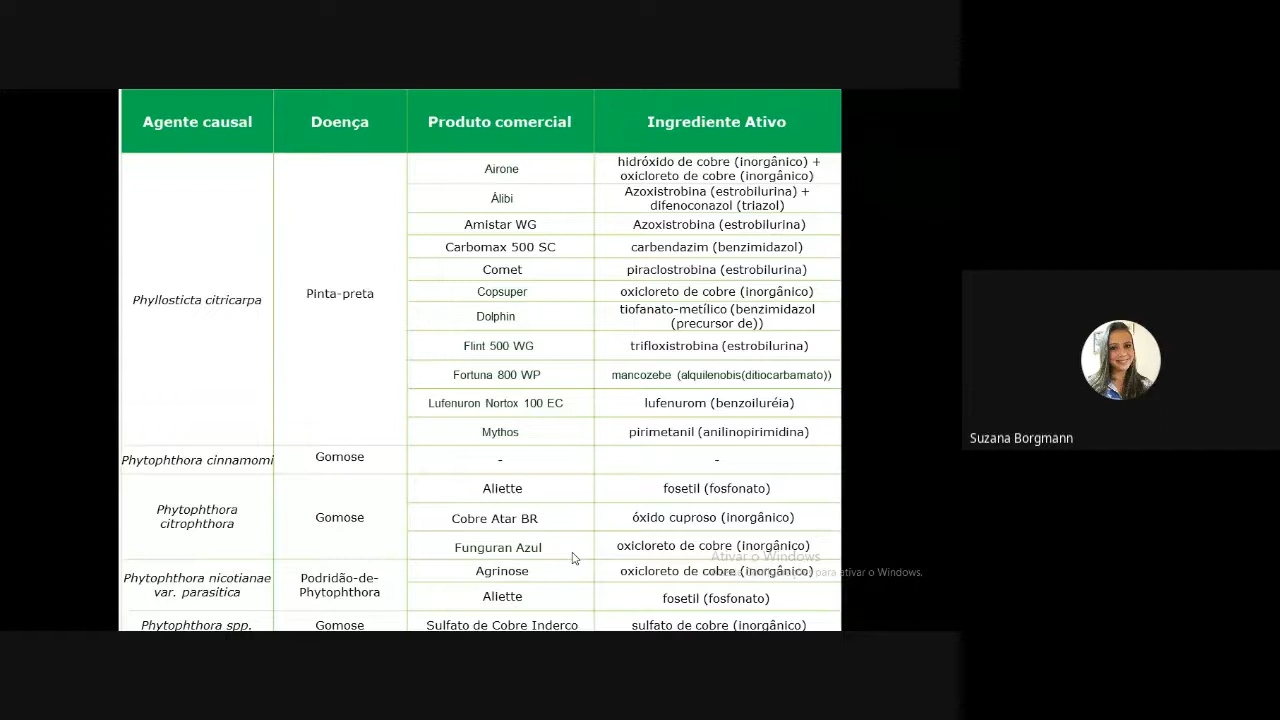 Agente causal Doença Produto comercial Ingrediente Ativo
Phyllosticta citricarpa
Pinta-preta
Airone
hidróxido de cobre (inorgânico) +
oxicloreto de cobre (inorgânico)
Álibi
Azoxistrobina (estrobilurina) +
difenoconazol (triazol)
Amistar WG Azoxistrobina (estrobilurina)
Carbomax 500 SC carbendazim (benzimidazol)
Comet piraclostrobina (estrobilurina)
Copsuper oxicloreto de cobre (inorgânico)
Dolphin
tiofanato-metílico (benzimidazol
(precursor de))
Flint 500 WG trifloxistrobina (estrobilurina)
Fortuna 800 WP mancozebe (alquilenobis(ditiocarbamato))
Lufenuron Nortox 100 EC lufenurom (benzoiluréia)
Mythos pirimetanil (anilinopirimidina)
Phytophthora cinnamomi Gomose - -
Phytophthora
citrophthora
Gomose
Aliette fosetil (fosfonato)
Cobre Atar BR óxido cuproso (inorgânico)
Funguran Azul oxicloreto de cobre (inorgânico)
Phytophthora nicotianae
var. parasitica
Podridão-de-
Phytophthora
Agrinose oxicloreto de cobre (inorgânico)
Aliette fosetil (fosfonato)
Phytophthora spp. Gomose Sulfato de Cobre Inderco sulfato de cobre (inorgânico)
Ativar o Windows
para ativar o Windows.
Suzana Borgmann